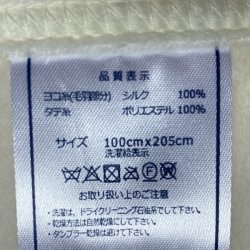 品質表示
ヨコ糸(毛羽部分) シルク 100%
タテ糸 ポリエステル 100%
サイズ 100cmx205cm
洗濯絵表示
お取り扱い上のご注意
・洗濯は、ドライクリーニング石油系で行して下さい。
・乾燥方法は自然乾燥にして下さい。
・タンブラー乾燥は避けて下さい。